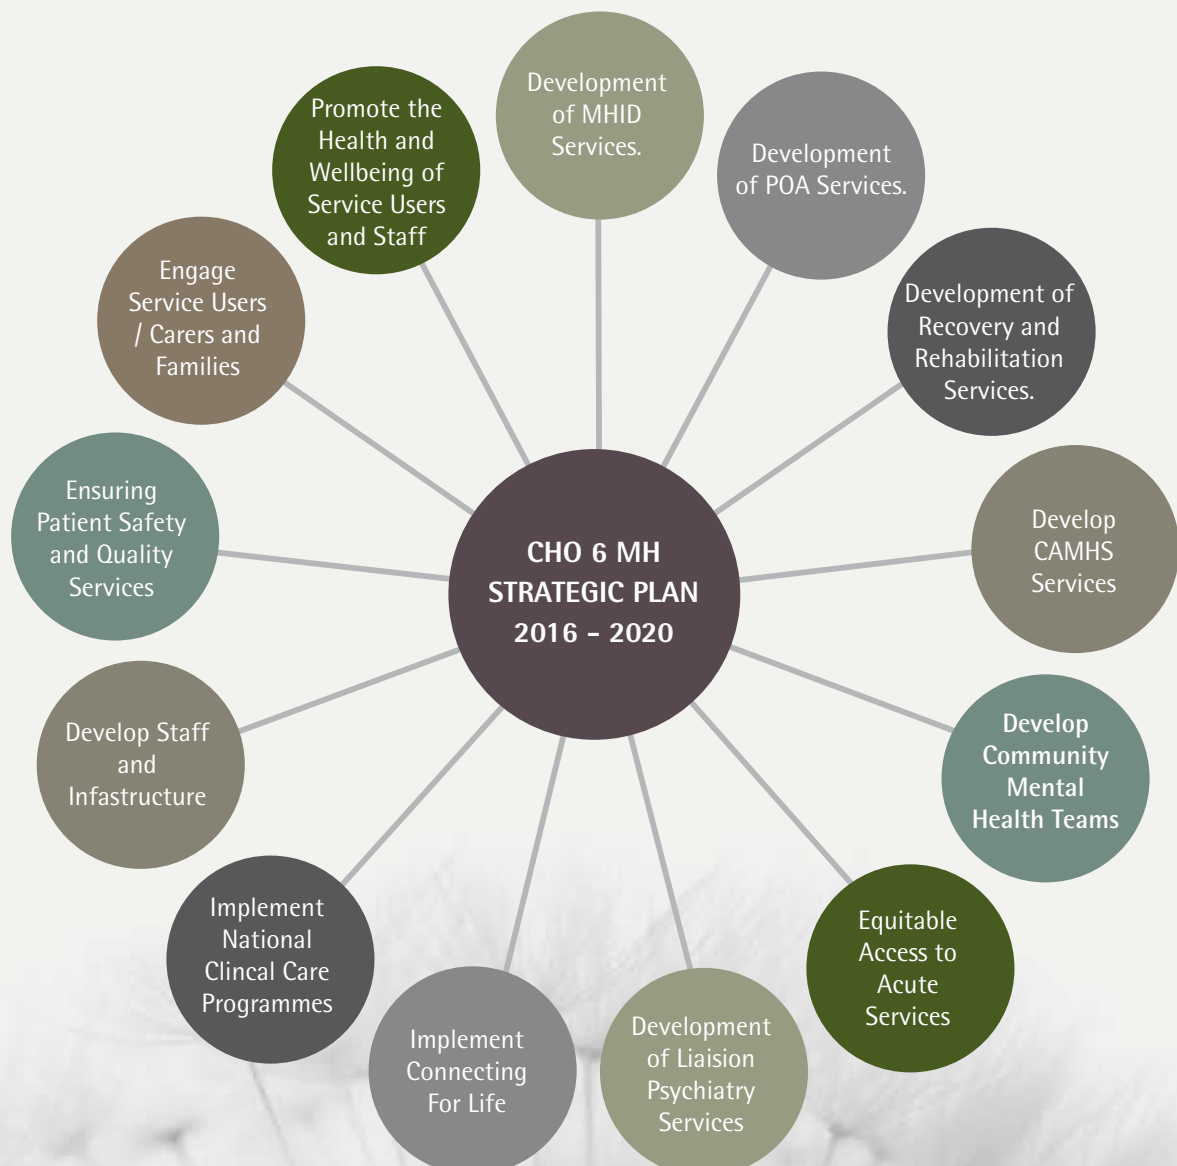 Development
of MHID
Services.
Development
of POA Services.
Development of
Recovery and
Rehabilitation
Services.
Develop
CAMHS
Services
Develop
Community
Mental
Health Teams
Equitable
Access to
Acute
Services
Development
of Liaision
Psychiatry
Services
Implement
Connecting
For Life
Implement
National
Clincal Care
Programmes
Develop Staff
and
Infastructure
Ensuring
Patient Safety
and Quality
Services
Engage
Service Users
/ Carers and
Families
Promote the
Health and
Wellbeing of
Service Users
and Staff
CHO 6 MH
STRATEGIC PLAN
2016 - 2020